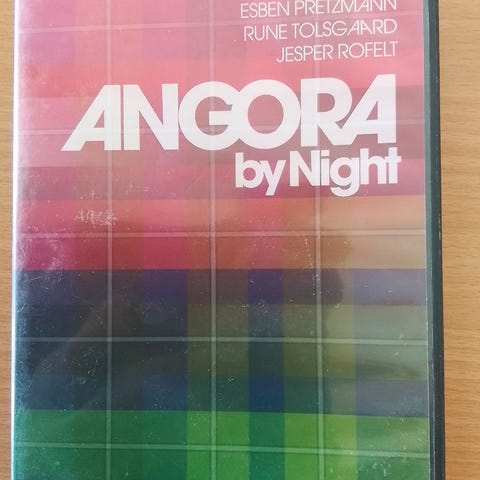 ESBEN PRETZMANN
RUNE TOLSGAARD
JESPER ROFELT
ANGORA
by Night